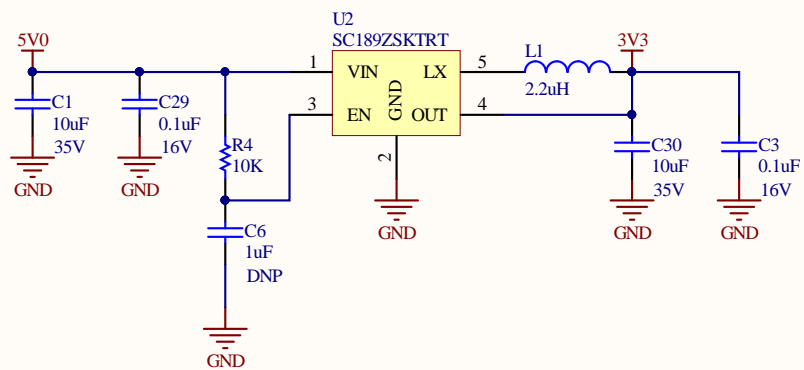 U2
SC189ZSKTRT
5V0
3V3
1
VIN
LX
5
L1
2.2uH
3
EN
GND
OUT
4
2
C1
10uF
35V
C29
0.1uF
16V
R4
10K
C30
10uF
35V
C3
0.1uF
16V
GND
GND
GND
GND
GND
C6
1uF
DNP
GND